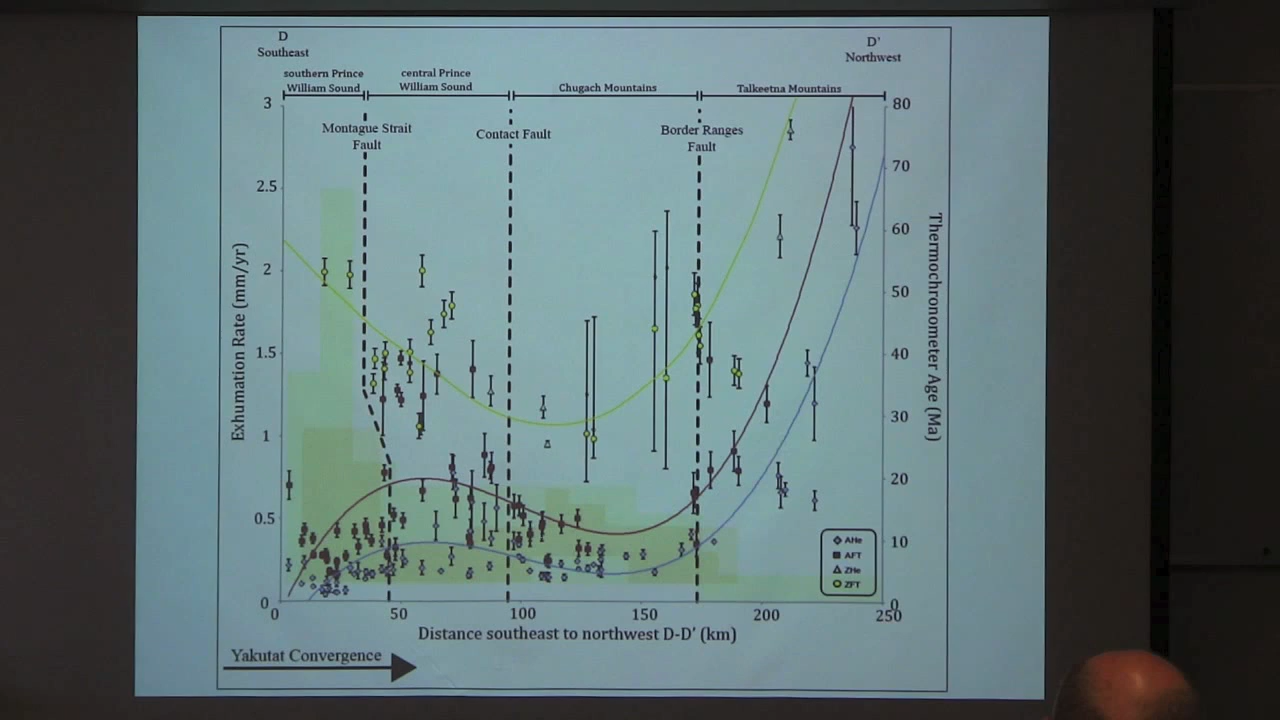 D
Southeast
D'
Northwest
southern Prince
William Sound
central Prince
William Sound
Chugach Mountains
Talkeetna Mountains
Montague Strait
Fault
Contact Fault
Border Ranges
Fault
Exhumation Rate (mm/yr)
3
2.5
2
1.5
1
0.5
0
Thermochronometer Age (Ma)
80
70
60
50
40
30
20
10
0
AHe
AFT
ZHe
ZFT
0
50
100
150
200
250
Distance southeast to northwest D-D' (km)
Yakutat Convergence